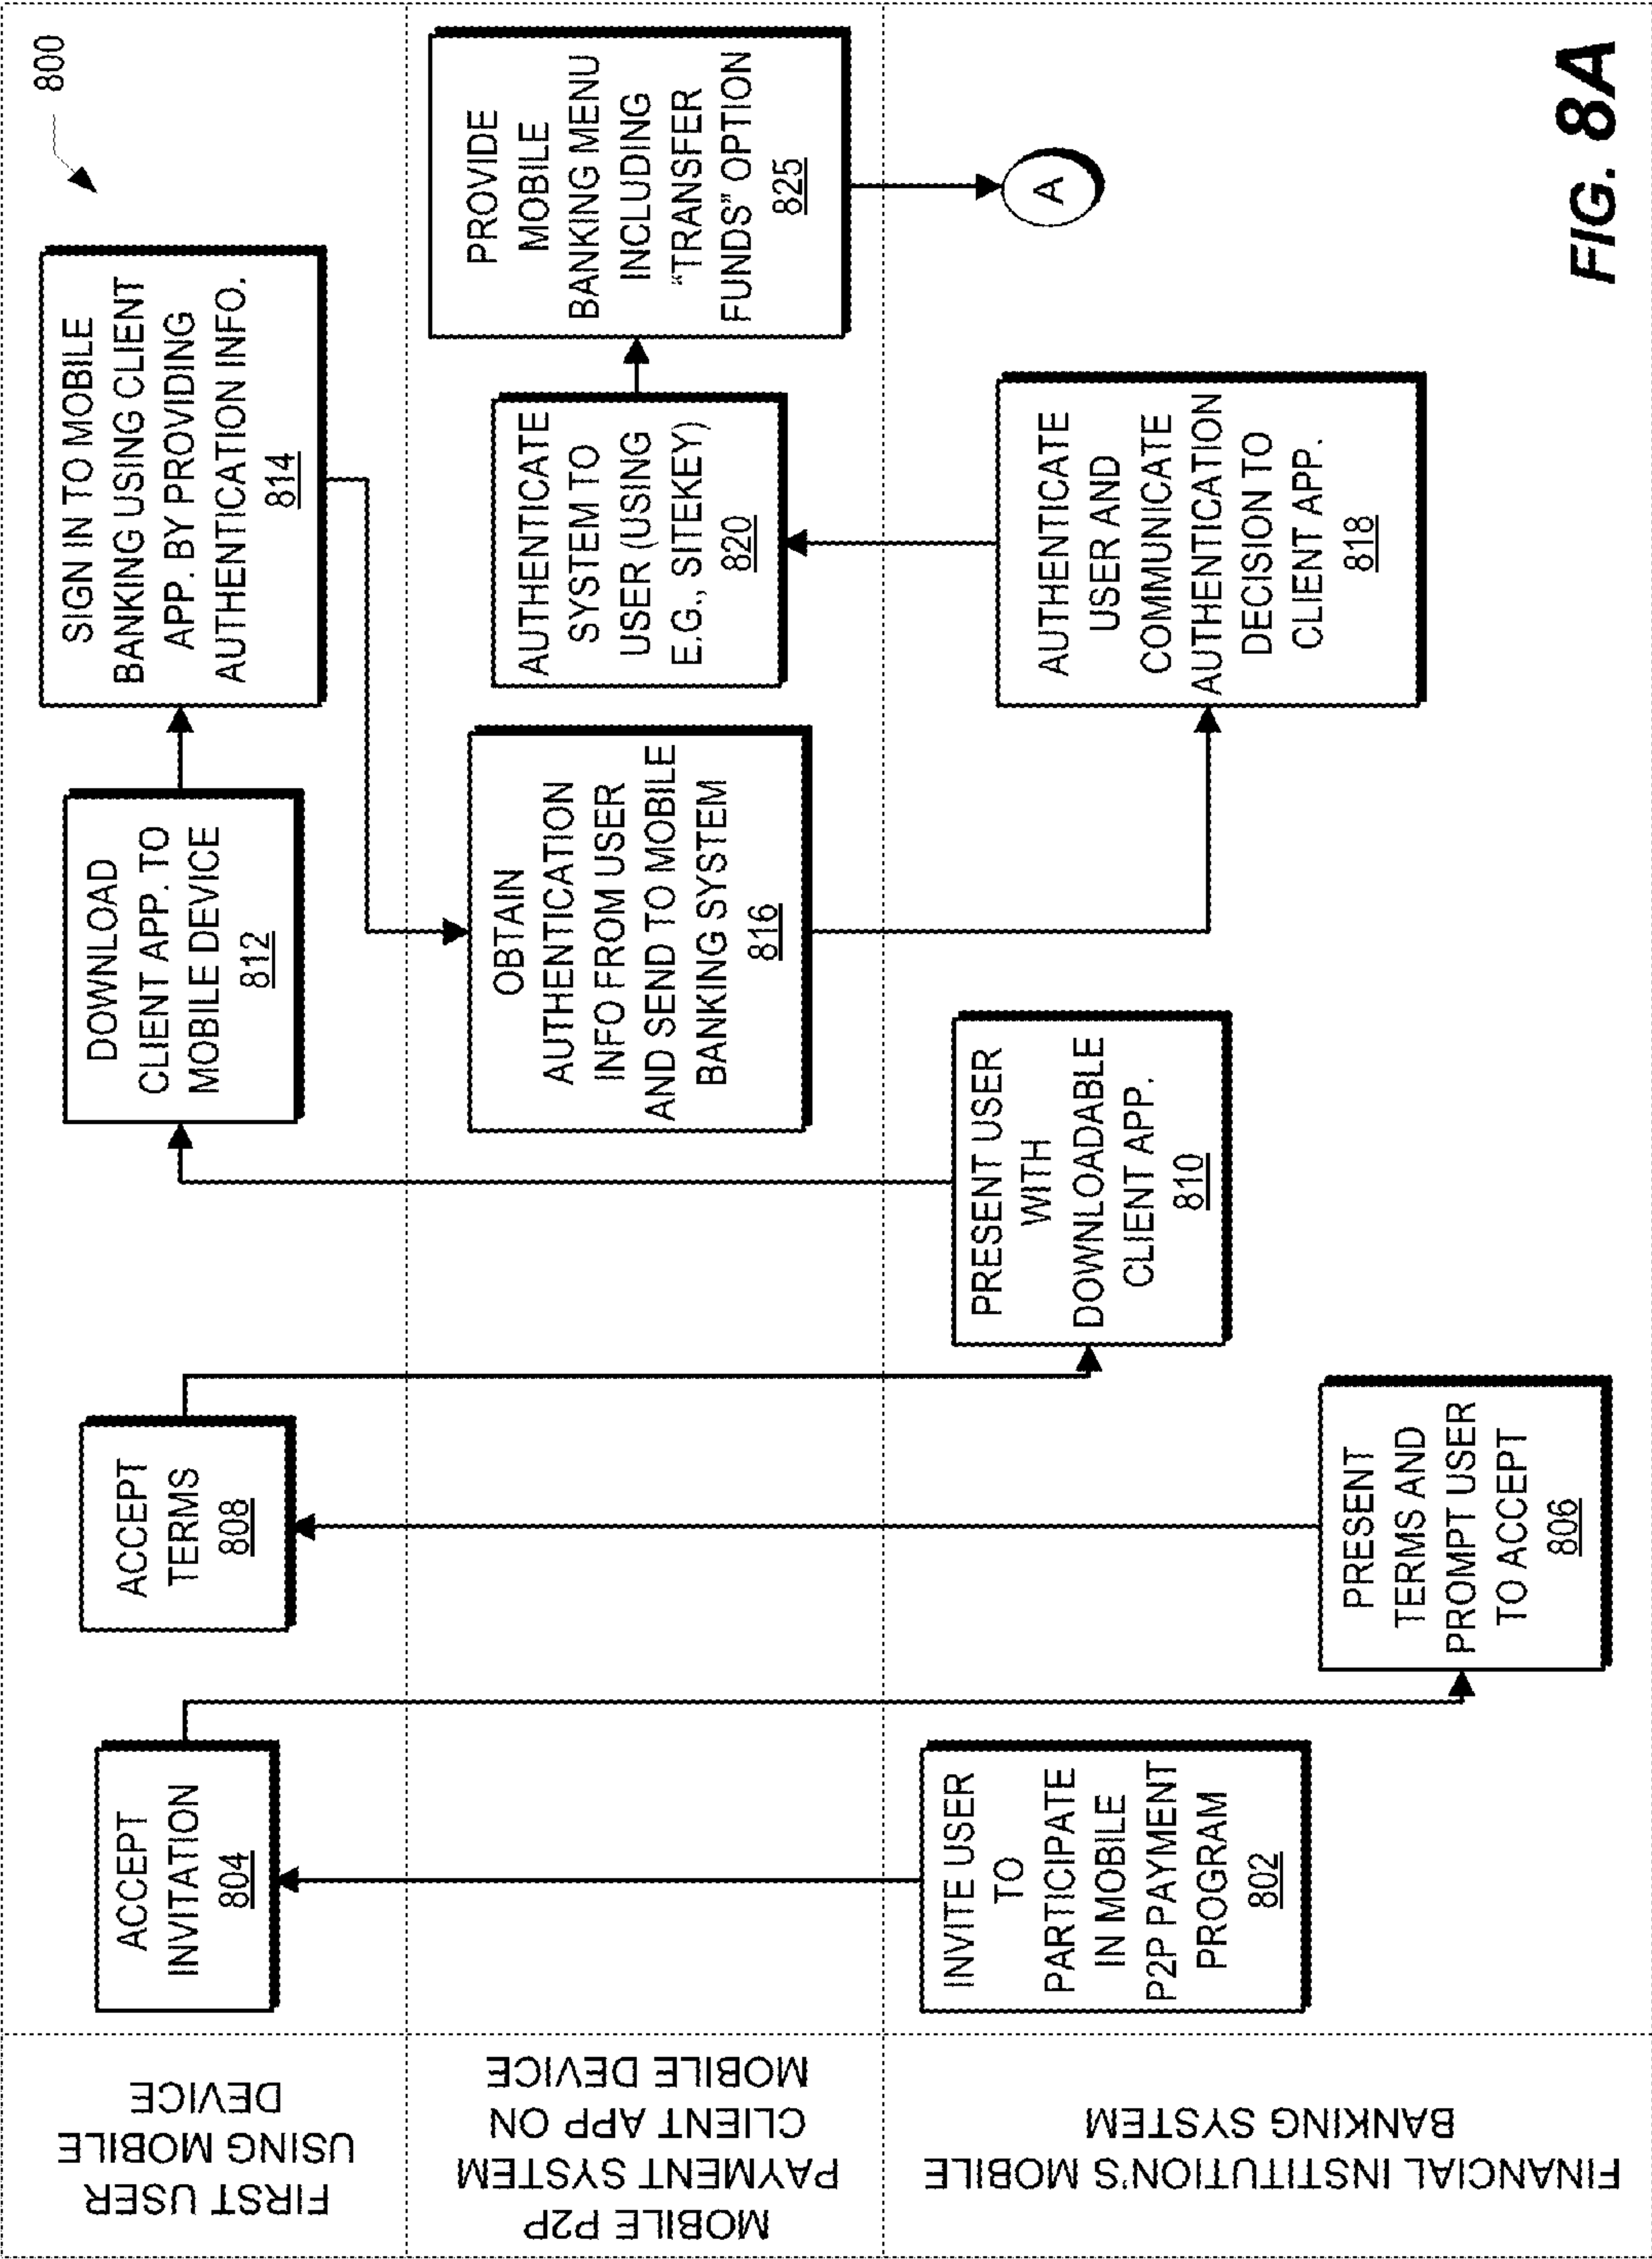 800
FIRST USER
USING MOBILE
DEVICE
ACCEPT
INVITATION
804
ACCEPT
TERMS
808
DOWNLOAD
CLIENT APP. TO
MOBILE DEVICE
812
SIGN IN TO MOBILE
BANKING USING CLIENT
APP. BY PROVIDING
AUTHENTICATION INFO.
814
MOBILE P2P
PAYMENT SYSTEM
CLIENT APP ON
MOBILE DEVICE
OBTAIN
AUTHENTICATION
INFO FROM USER
AND SEND TO MOBILE
BANKING SYSTEM
816
AUTHENTICATE
SYSTEM TO
USER (USING
E.G., SITEKEY)
820
PROVIDE
MOBILE
BANKING MENU
INCLUDING
“TRANSFER
FUNDS” OPTION
825
FINANCIAL INSTITUTION'S MOBILE
BANKING SYSTEM
INVITE USER
TO
PARTICIPATE
IN MOBILE
P2P PAYMENT
PROGRAM
802
PRESENT
TERMS AND
PROMPT USER
TO ACCEPT
806
PRESENT USER
WITH
DOWNLOADABLE
CLIENT APP.
810
AUTHENTICATE
USER AND
COMMUNICATE
AUTHENTICATION
DECISION TO
CLIENT APP.
818
A
FIG. 8A